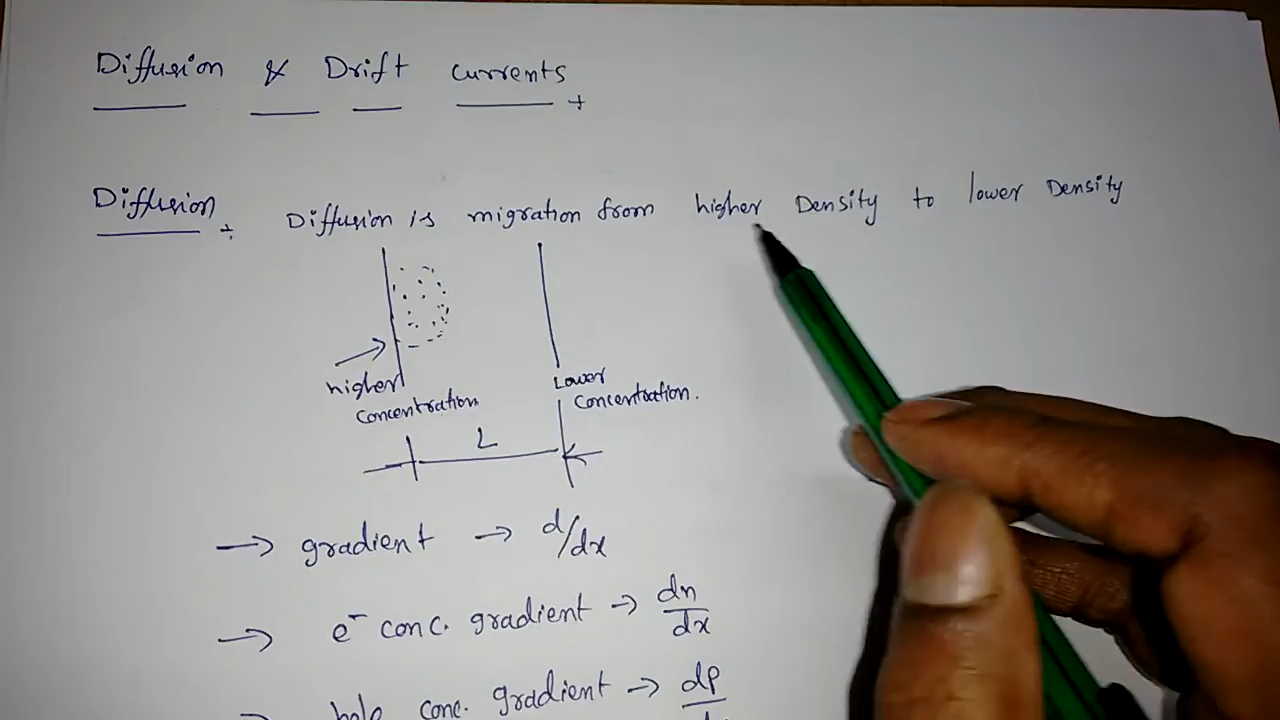 Diffusion & Drift currents
Diffusion : Diffusion is migration from higher Density to lower Density
higher
concentration
Lower
concentration.
L
→ gradient → d/dx
→ e⁻ conc. gradient → dn/dx
→ hole conc. gradient → dp